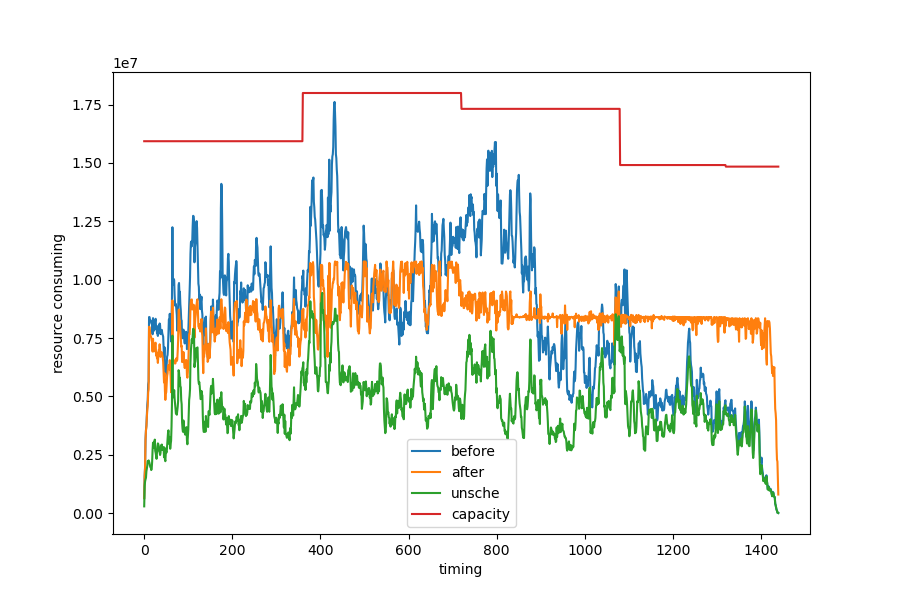 1e7
1.75
1.50
1.25
1.00
0.75
0.50
0.25
0.00
resource consuming
before
after
unsche
capacity
0 200 400 600 800 1000 1200 1400
timing